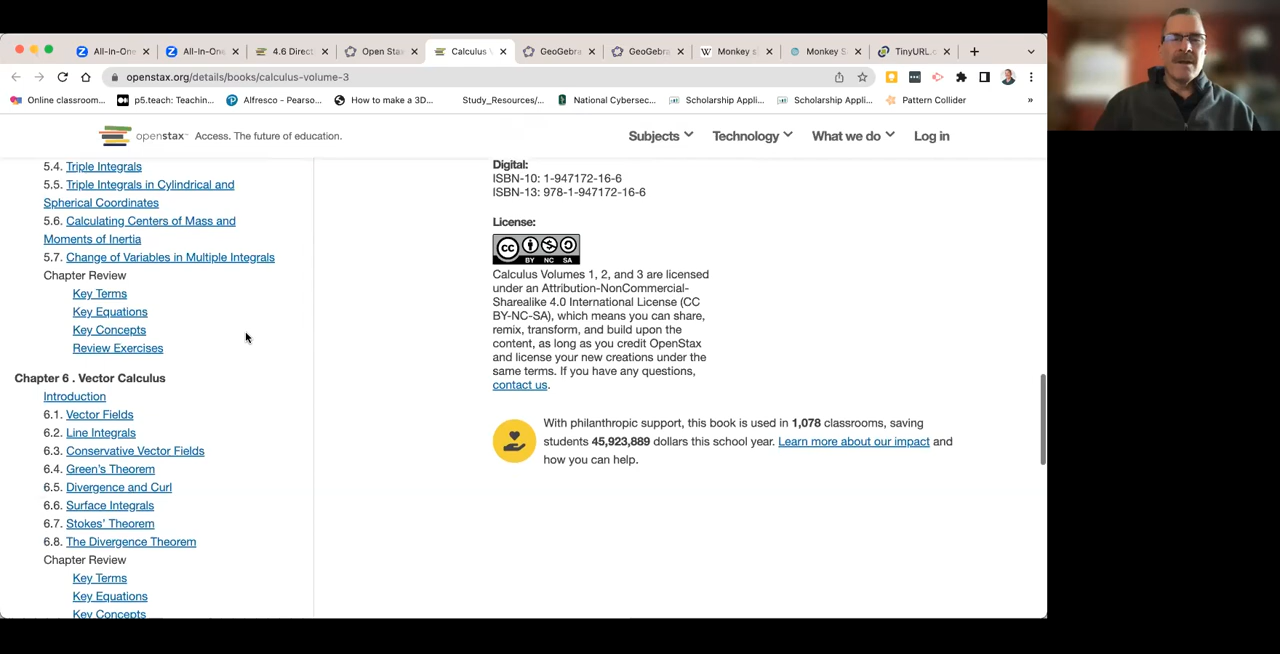 All-in-One
All-In-One
4.6 Direct
Open Sta
Calculus
GeoGebra
GeoGebra
Monkey s
Monkey S
TinyURL.c
openstax.org/details/books/calculus-volume-3
Online classroom...
p5.teach: Teachin...
Alfresco - Pearso...
How to make a 3D...
Study_Resources/...
National Cybersec...
Scholarship Appli...
Scholarship Appli...
Pattern Collider
»
openstax™ Access. The future of education.
Subjects
Technology
What we do
Log in
5.4. Triple Integrals
5.5. Triple Integrals in Cylindrical and
Spherical Coordinates
5.6. Calculating Centers of Mass and
Moments of Inertia
5.7. Change of Variables in Multiple Integrals
Chapter Review
Key Terms
Key Equations
Key Concepts
Review Exercises
Chapter 6 . Vector Calculus
Introduction
6.1. Vector Fields
6.2. Line Integrals
6.3. Conservative Vector Fields
6.4. Green's Theorem
6.5. Divergence and Curl
6.6. Surface Integrals
6.7. Stokes' Theorem
6.8. The Divergence Theorem
Chapter Review
Key Terms
Key Equations
Key Concepts
Digital:
ISBN-10: 1-947172-16-6
ISBN-13: 978-1-947172-16-6
License:
cc BY NC SA
Calculus Volumes 1, 2, and 3 are licensed
under an Attribution-NonCommercial-
Sharealike 4.0 International License (CC
BY-NC-SA), which means you can share,
remix, transform, and build upon the
content, as long as you credit OpenStax
and license your new creations under the
same terms. If you have any questions,
contact us.
With philanthropic support, this book is used in 1,078 classrooms, saving
students 45,923,889 dollars this school year. Learn more about our impact and
how you can help.